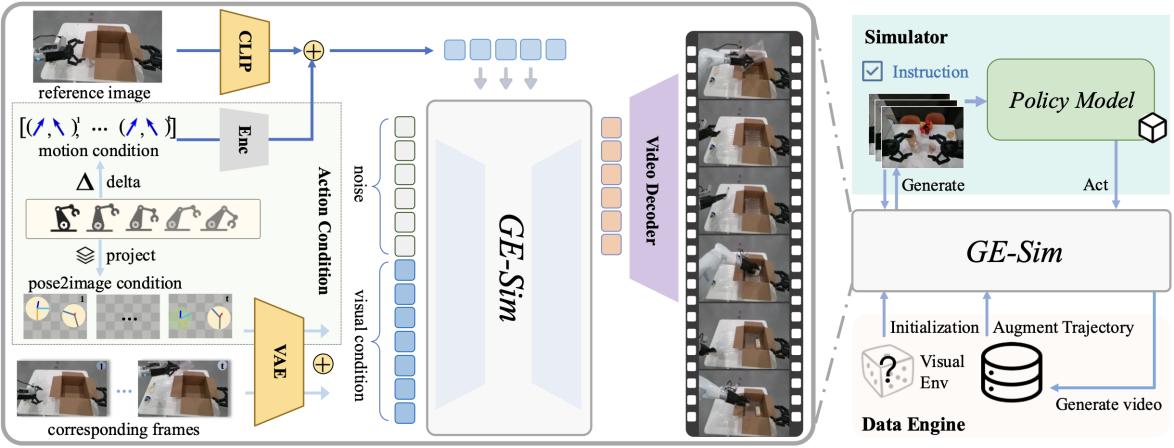 reference image
CLIP
[( , ),¹ ... ( , )ᵗ]
motion condition
Enc
Δ delta
project
pose2image condition
1
...
t
Action Condition
VAE
1
...
t
corresponding frames
noise
visual condition
GE-Sim
Video Decoder
Simulator
Instruction
Policy Model
Generate
Act
GE-Sim
Initialization
Augment Trajectory
?
Visual
Env
Generate video
Data Engine